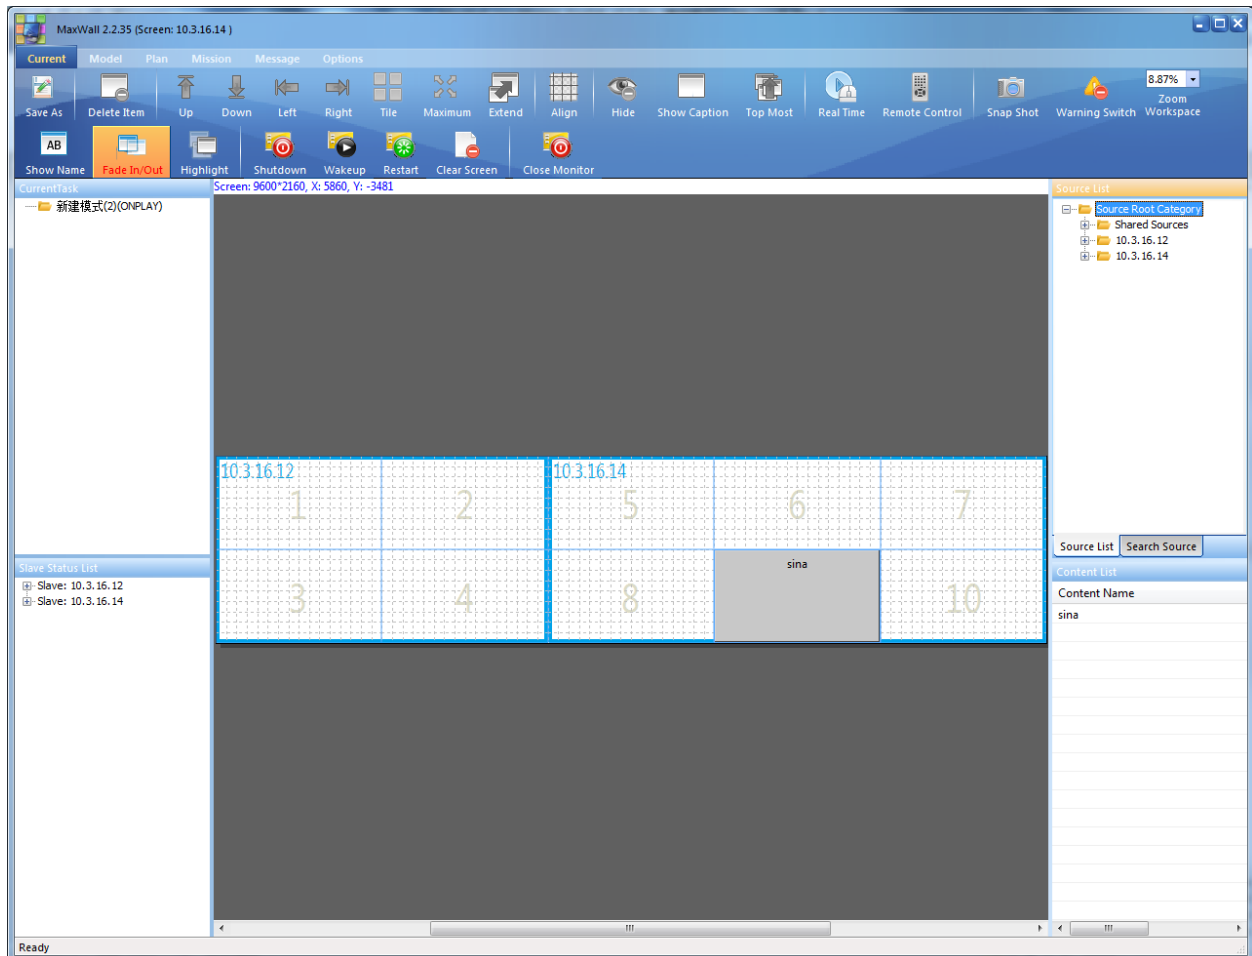 MaxWall 2.2.35 (Screen: 10.3.16.14 )
Current Model Plan Mission Message Options
Save As Delete Item Up Down Left Right Tile Maximum Extend Align Hide Show Caption Top Most Real Time Remote Control Snap Shot Warning Switch
8.87%
Zoom
Workspace
AB
Show Name Fade In/Out Highlight Shutdown Wakeup Restart Clear Screen Close Monitor
CurrentTask
新建模式(2)(ONPLAY)
Screen: 9600*2160, X: 5860, Y: -3481
10.3.16.12 10.3.16.14
1 2 5 6 7
sina
3 4 8 10
Slave Status List
Slave: 10.3.16.12
Slave: 10.3.16.14
Source List
Source Root Category
Shared Sources
10.3.16.12
10.3.16.14
Source List Search Source
Content List
Content Name
sina
Ready